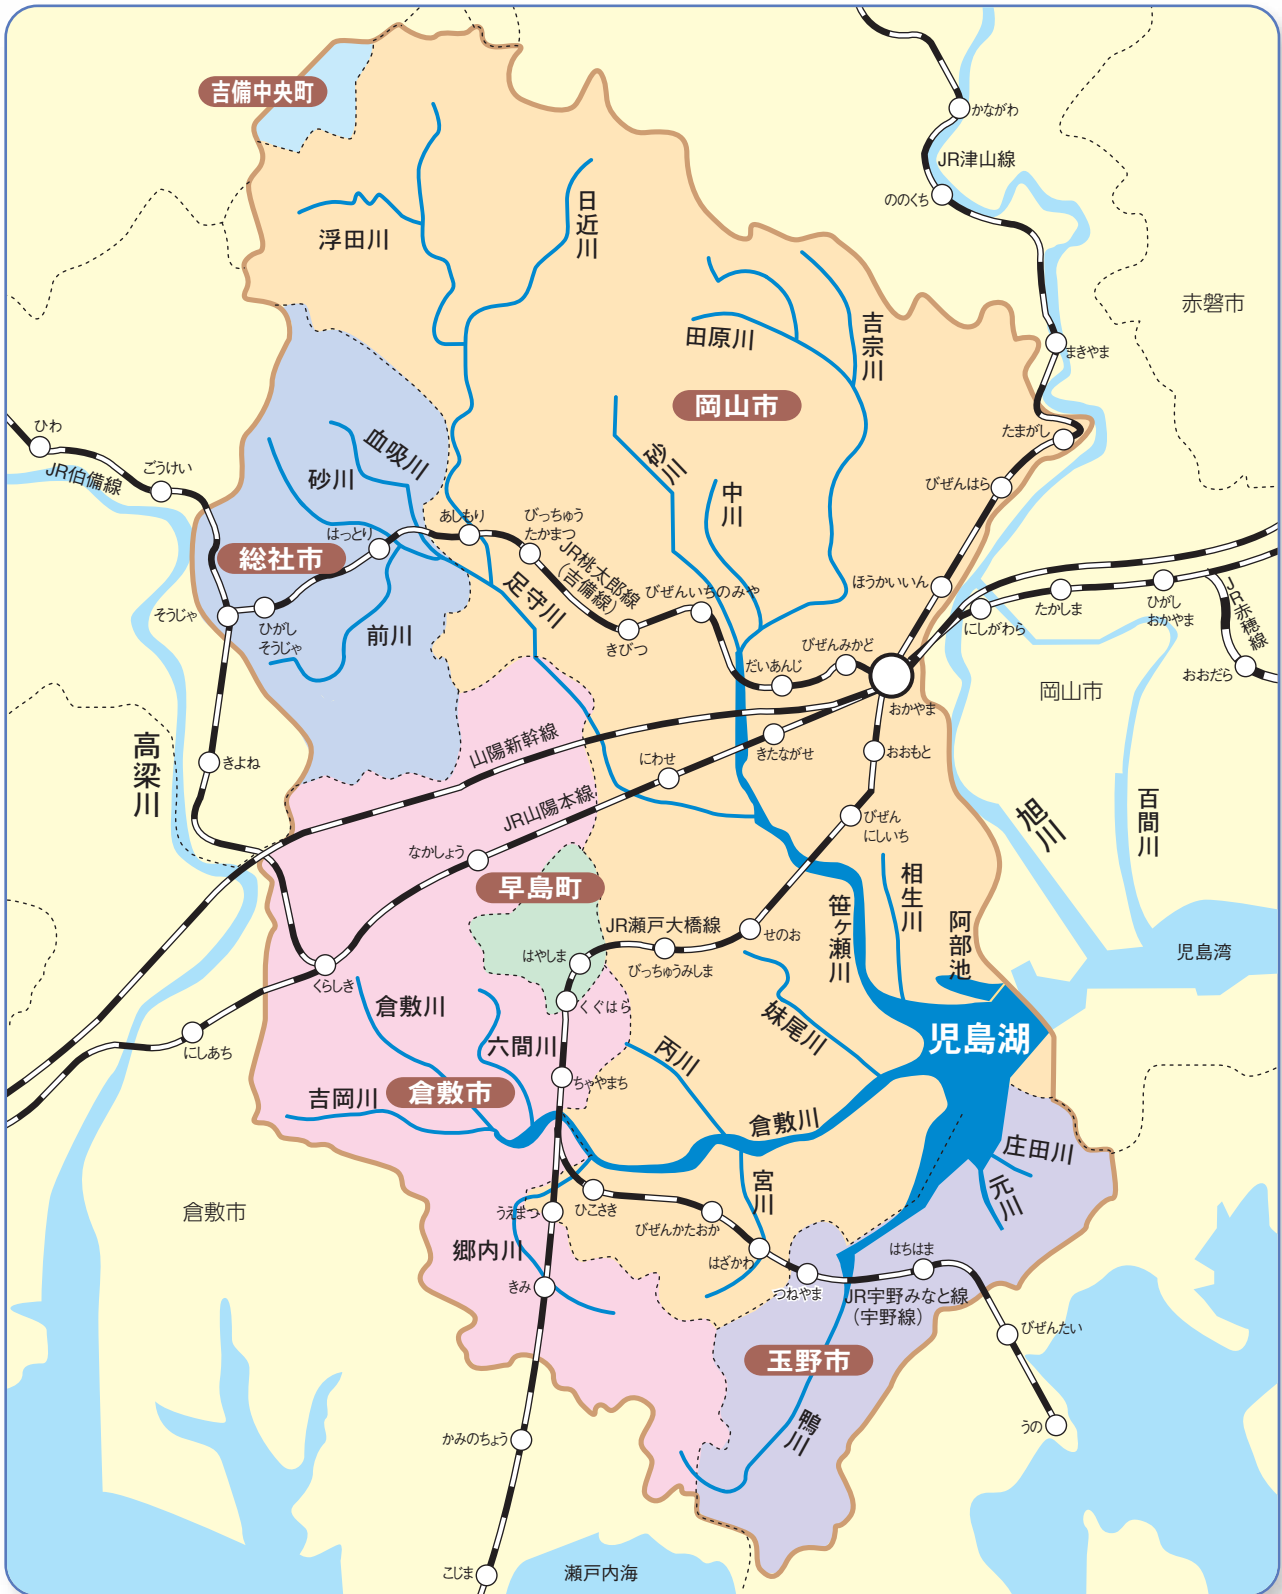 吉備中央町
かながわ
JR津山線
ののくち
日近川
浮田川
赤磐市
田原川
吉宗川
まきやま
岡山市
ひわ
たまがし
血吸川
JR伯備線
ごうけい
砂川
砂川
中川
びぜんはら
はっとり
あしもり
びっちゅう
たかまつ
総社市
JR桃太郎線
(吉備線)
足守川
びぜんいちのみや
ほうかいいん
そうじゃ
ひがし
そうじゃ
前川
きびつ
にしがわら
たかしま
ひがし
おかやま
JR赤穂線
びぜんみかど
だいあんじ
おおだら
岡山市
おかやま
高梁川
きよね
山陽新幹線
にわせ
きたながせ
おおもと
JR山陽本線
びぜん
にしいち
旭川
百間川
なかしょう
早島町
相生川
笹ヶ瀬川
阿部池
JR瀬戸大橋線
せのお
はやしま
びっちゅうみしま
児島湾
くらしき
倉敷川
くぐはら
六間川
妹尾川
児島湖
にしあち
丙川
ちゃやまち
倉敷市
吉岡川
倉敷川
庄田川
元川
宮川
倉敷市
うえまつ
ひこさき
びぜんかたおか
郷内川
はざかわ
はちはま
きみ
つねやま
JR宇野みなと線
(宇野線)
びぜんたい
玉野市
鴨川
うの
かみのちょう
こじま
瀬戸内海